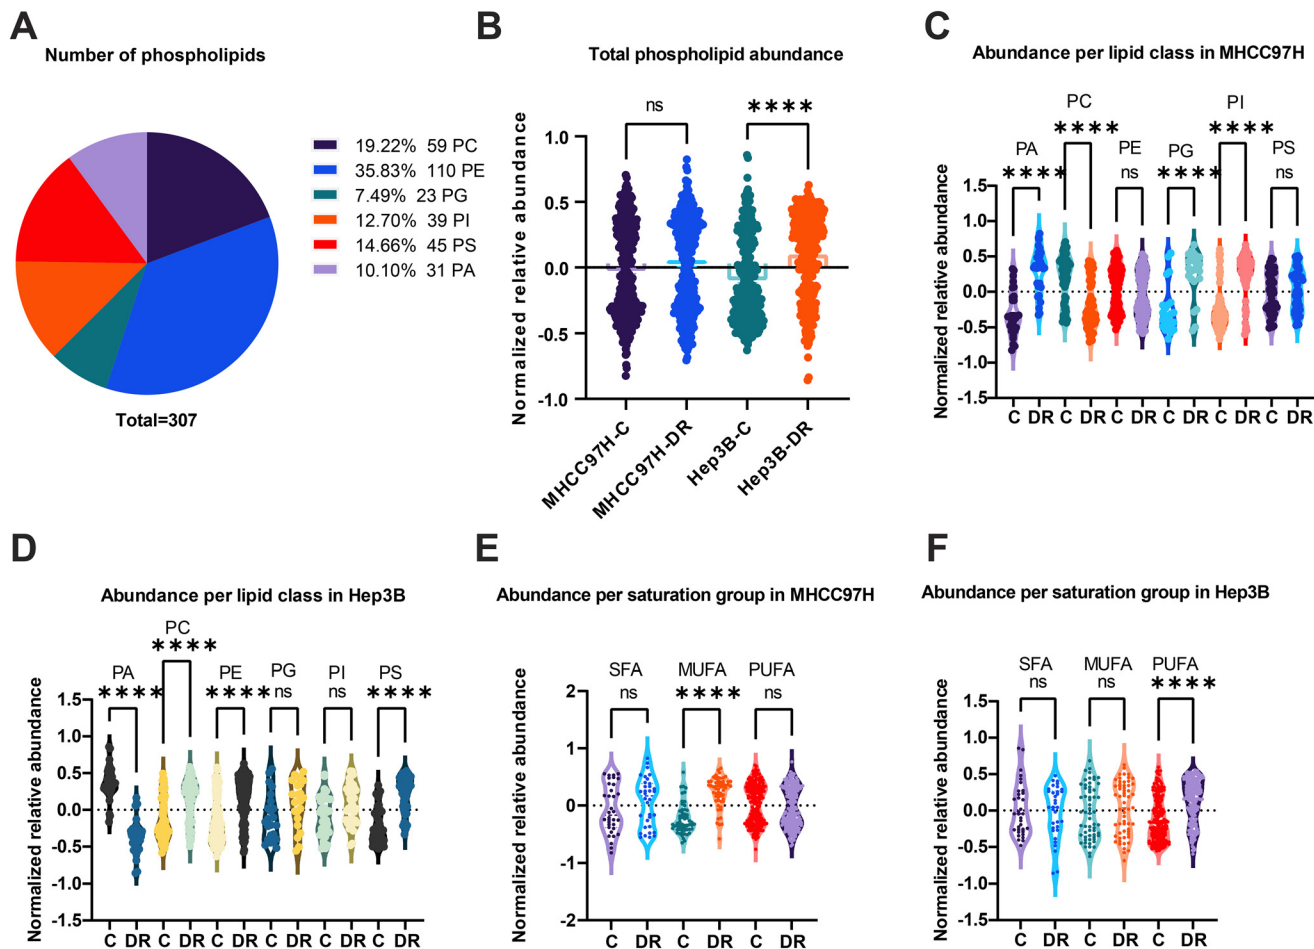 A
Number of phospholipids
19.22% 59 PC
35.83% 110 PE
7.49% 23 PG
12.70% 39 PI
14.66% 45 PS
10.10% 31 PA
Total=307
B
Total phospholipid abundance
ns
****
Normalized relative abundance
1.0
0.5
0.0
-0.5
-1.0
MHCC97H-C
MHCC97H-DR
Hep3B-C
Hep3B-DR
C
Abundance per lipid class in MHCC97H
PC
PI
****
****
PA
PE
PG
PS
****
ns
****
ns
Normalized relative abundance
1.5
1.0
0.5
0.0
-0.5
-1.0
-1.5
C DR C DR C DR C DR C DR C DR
D
Abundance per lipid class in Hep3B
PC
****
PA
PE
PG
PI
PS
****
****
ns
ns
****
Normalized relative abundance
1.5
1.0
0.5
0.0
-0.5
-1.0
-1.5
C DR C DR C DR C DR C DR C DR
E
Abundance per saturation group in MHCC97H
SFA
MUFA
PUFA
ns
****
ns
Normalized relative abundance
2
1
0
-1
-2
C DR C DR C DR
F
Abundance per saturation group in Hep3B
SFA
MUFA
PUFA
ns
ns
****
Normalized relative abundance
1.5
1.0
0.5
0.0
-0.5
-1.0
-1.5
C DR C DR C DR